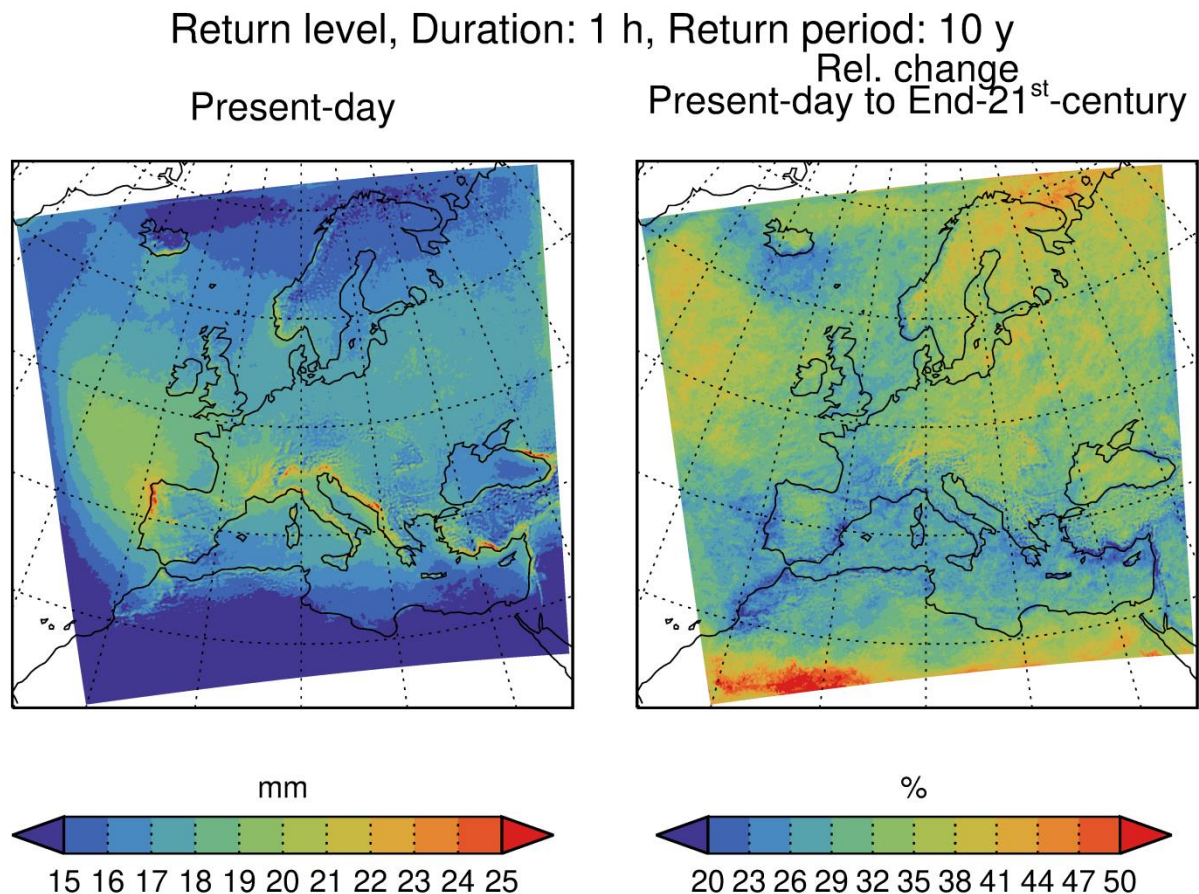 Return level, Duration: 1 h, Return period: 10 y
Rel. change
Present-day
Present-day to End-21st-century
mm
15 16 17 18 19 20 21 22 23 24 25
%
20 23 26 29 32 35 38 41 44 47 50